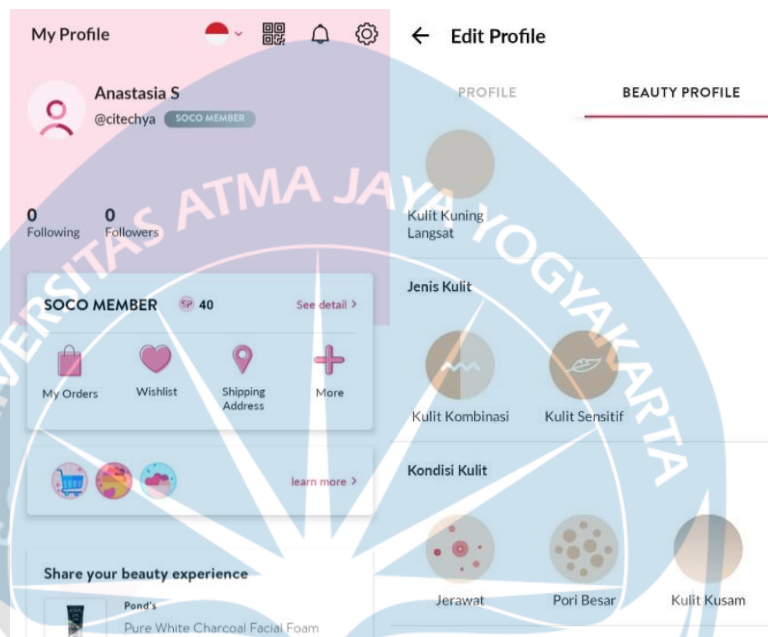 My Profile
Anastasia S
@citechya SOCO MEMBER
0 0
Following Followers
SOCO MEMBER SP 40 See detail >
My Orders Wishlist Shipping Address More
learn more >
Share your beauty experience
Pond's
Pure White Charcoal Facial Foam
Edit Profile
PROFILE BEAUTY PROFILE
Kulit Kuning
Langsat
Jenis Kulit
Kulit Kombinasi Kulit Sensitif
Kondisi Kulit
Jerawat Pori Besar Kulit Kusam
ATMA JAYA YOGYAKARTA